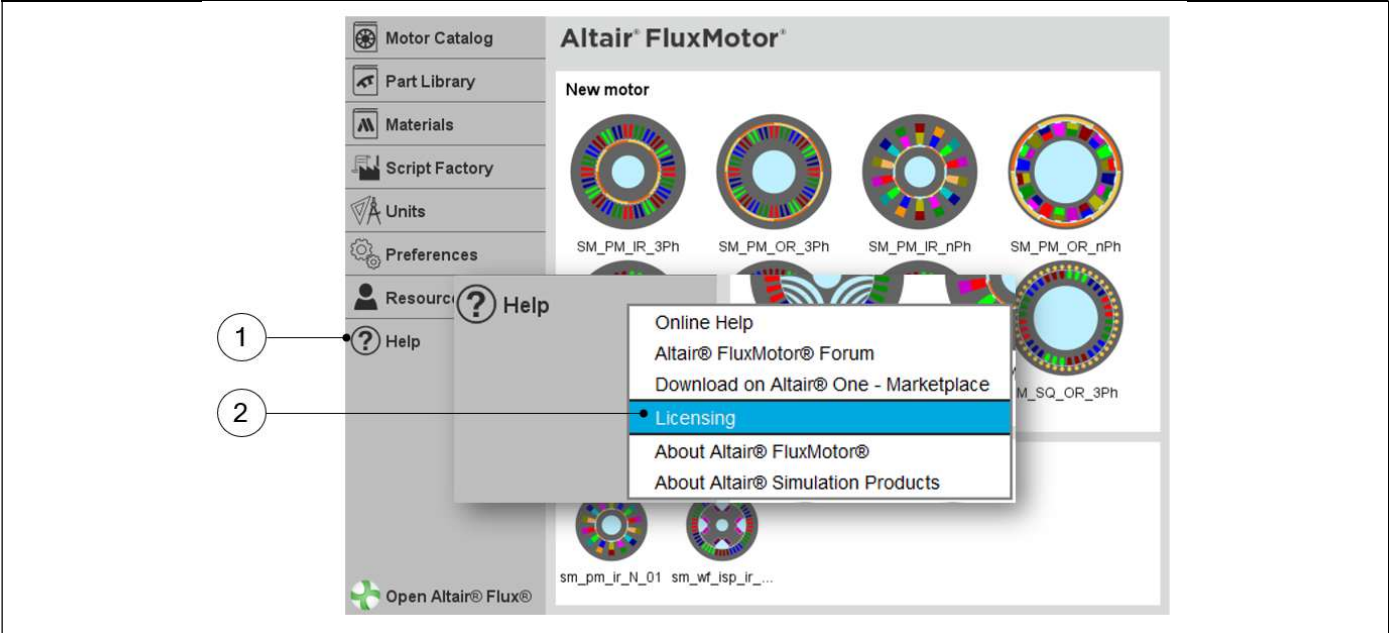 Motor Catalog
Part Library
Materials
Script Factory
Units
Preferences
Help
Open Altair® Flux®
Altair® FluxMotor®
New motor
SM_PM_IR_3Ph
SM_PM_OR_3Ph
SM_PM_IR_nPh
SM_PM_OR_nPh
M_SQ_OR_3Ph
sm_pm_ir_N_01
sm_wf_isp_ir_...
1
2
Help
Online Help
Altair® FluxMotor® Forum
Download on Altair® One - Marketplace
Licensing
About Altair® FluxMotor®
About Altair® Simulation Products